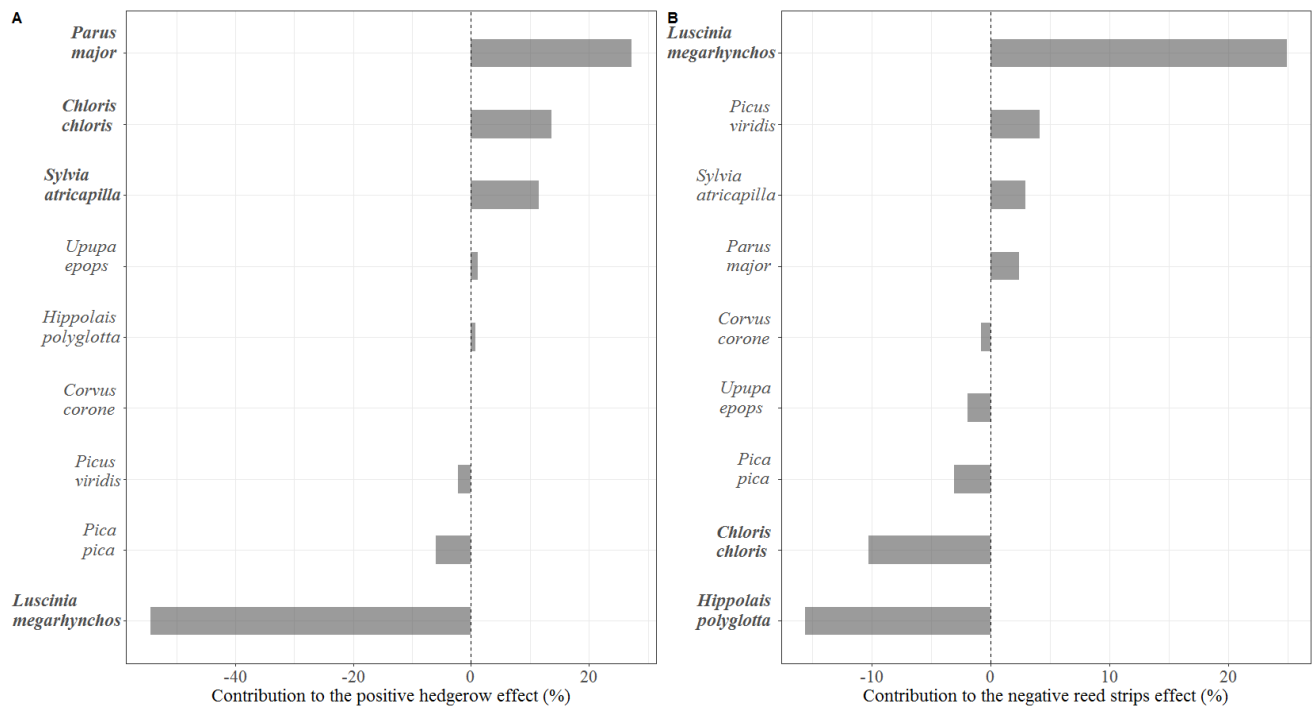 A
Parus
major
Chloris
chloris
Sylvia
atricapilla
Upupa
epops
Hippolais
polyglotta
Corvus
corone
Picus
viridis
Pica
pica
Luscinia
megarhynchos
-40 -20 0 20
Contribution to the positive hedgerow effect (%)
B
Luscinia
megarhynchos
Picus
viridis
Sylvia
atricapilla
Parus
major
Corvus
corone
Upupa
epops
Pica
pica
Chloris
chloris
Hippolais
polyglotta
-10 0 10 20
Contribution to the negative reed strips effect (%)